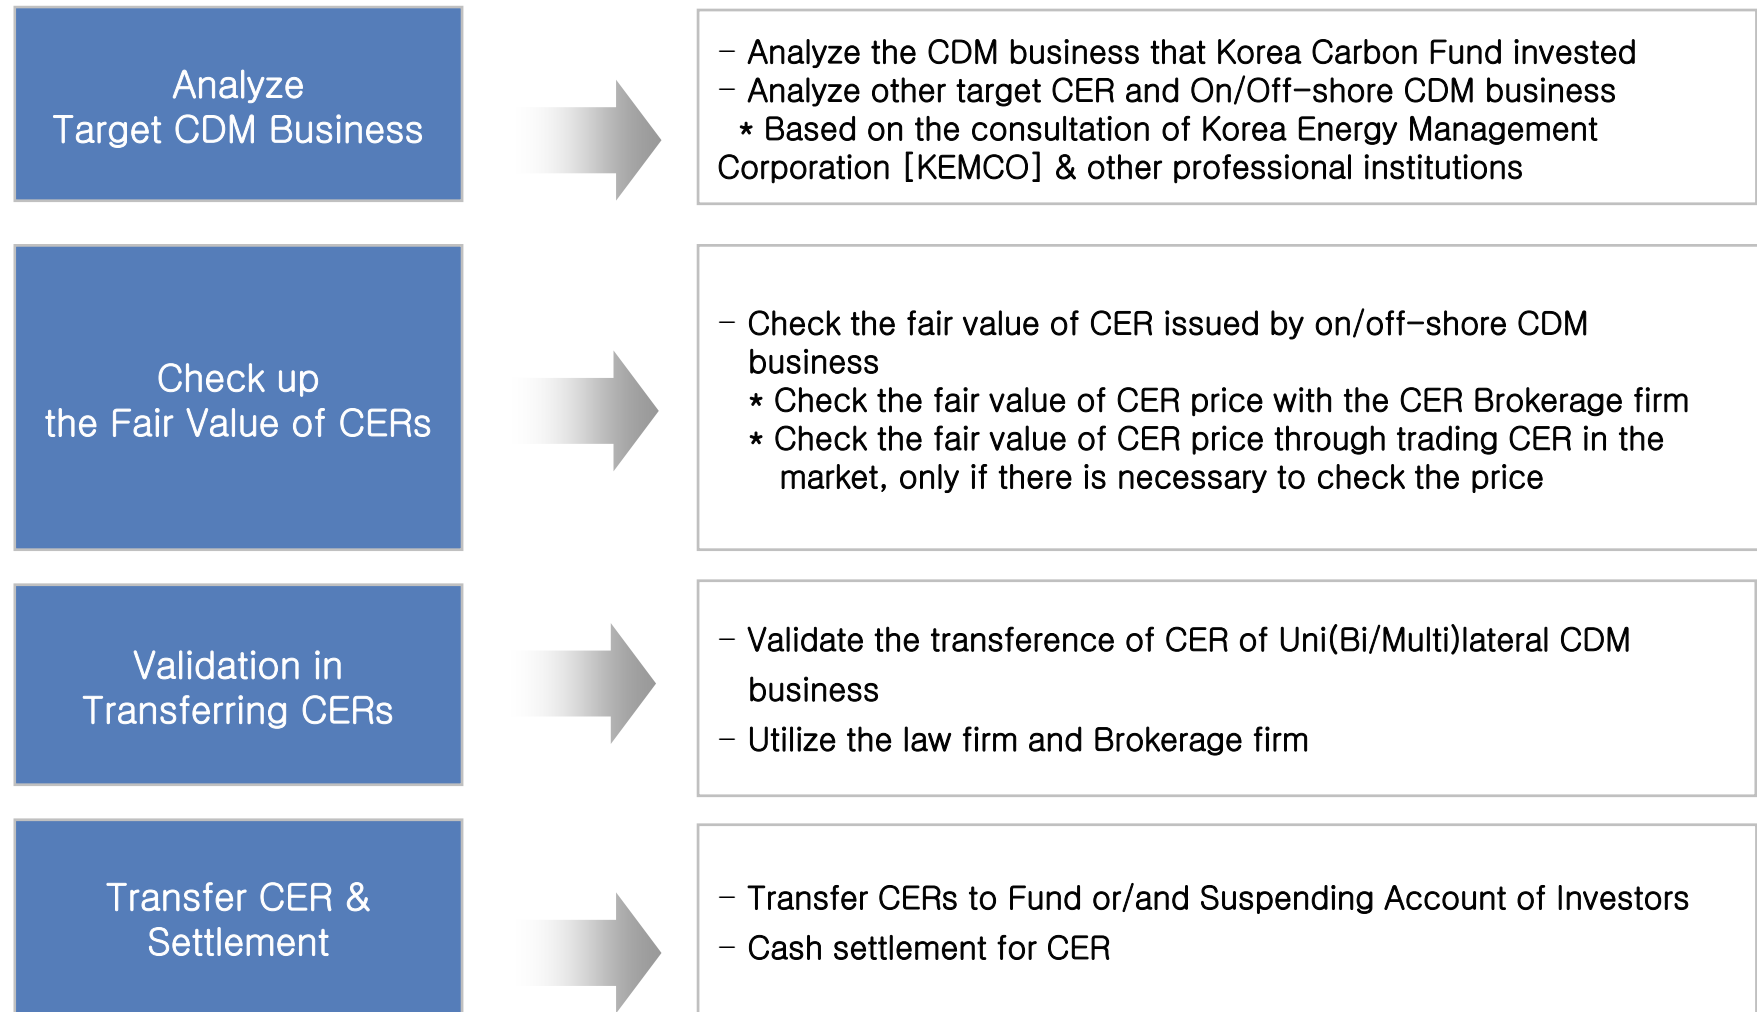 Analyze
Target CDM Business
- Analyze the CDM business that Korea Carbon Fund invested
- Analyze other target CER and On/Off-shore CDM business
* Based on the consultation of Korea Energy Management
Corporation [KEMCO] & other professional institutions
Check up
the Fair Value of CERs
- Check the fair value of CER issued by on/off-shore CDM
business
* Check the fair value of CER price with the CER Brokerage firm
* Check the fair value of CER price through trading CER in the
market, only if there is necessary to check the price
Validation in
Transferring CERs
- Validate the transference of CER of Uni(Bi/Multi)lateral CDM
business
- Utilize the law firm and Brokerage firm
Transfer CER &
Settlement
- Transfer CERs to Fund or/and Suspending Account of Investors
- Cash settlement for CER